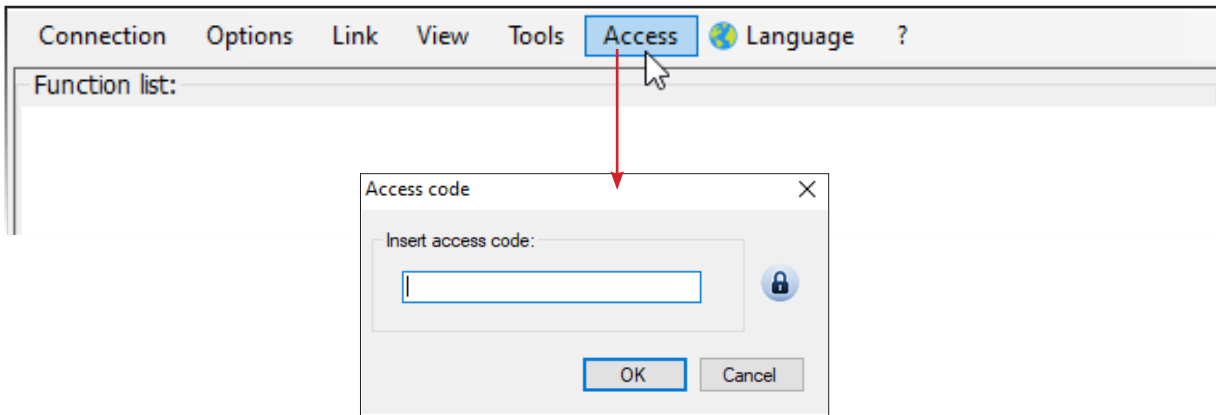 Connection Options Link View Tools Access Language ?
Function list:
Access code
Insert access code:
OK Cancel